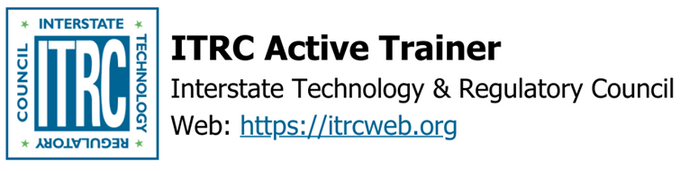 INTERSTATE
TECHNOLOGY
REGULATORY
COUNCIL
ITRC
ITRC Active Trainer
Interstate Technology & Regulatory Council
Web: https://itrcweb.org